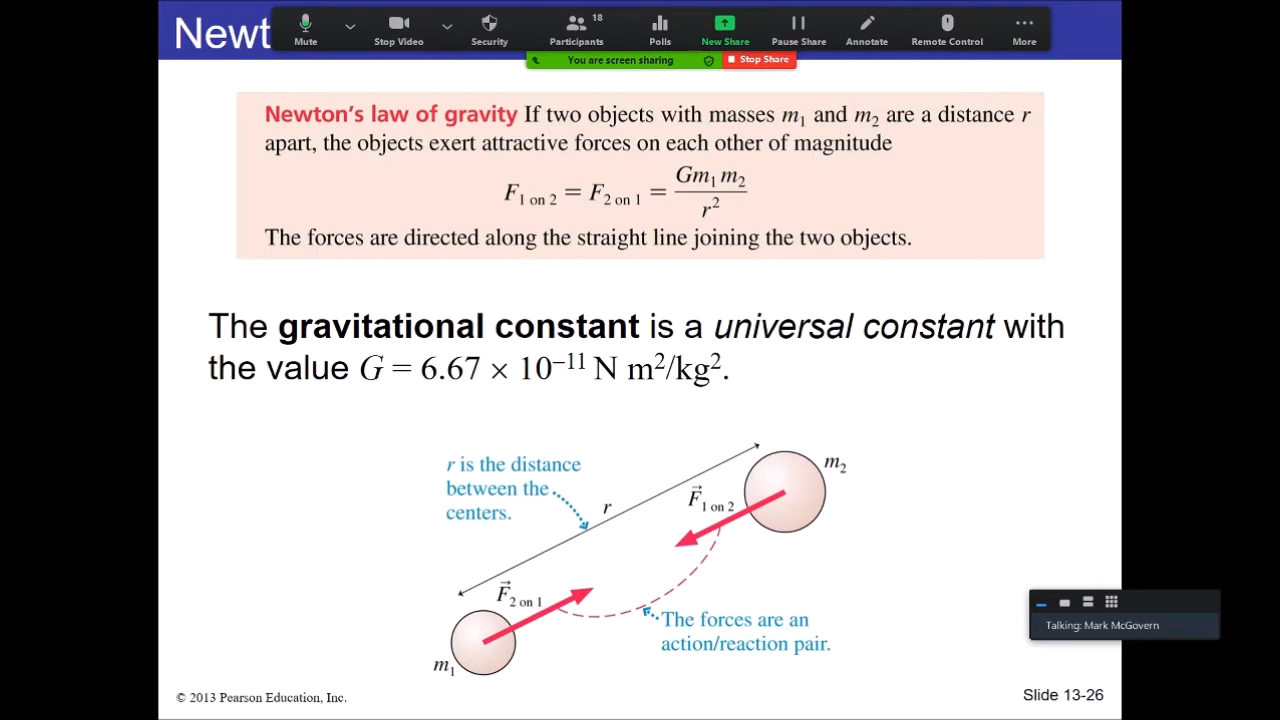 Newt
Mute
Stop Video
Security
18
Participants
Polls
New Share
Pause Share
Annotate
Remote Control
More
You are screen sharing
Stop Share
Newton's law of gravity If two objects with masses m₁ and m₂ are a distance r
apart, the objects exert attractive forces on each other of magnitude
F₁ on 2 = F₂ on 1 = Gm₁m₂ / r²
The forces are directed along the straight line joining the two objects.
The gravitational constant is a universal constant with
the value G = 6.67 × 10⁻¹¹ N m²/kg².
r is the distance
between the
centers.
r
F⃗₁ on 2
m₂
F⃗₂ on 1
m₁
The forces are an
action/reaction pair.
Talking: Mark McGovern
© 2013 Pearson Education, Inc.
Slide 13-26